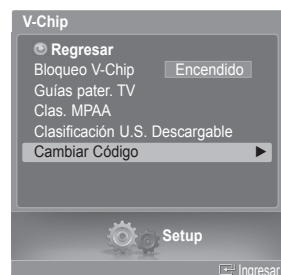 V-Chip
Regresar
Bloqueo V-Chip Encendido
Guías pater. TV
Clas. MPAA
Clasificación U.S. Descargable
Cambiar Código
Setup
Ingresar